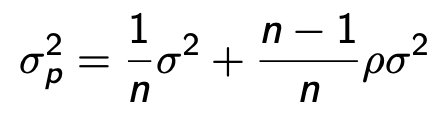 σ_p^2 = \frac{1}{n}σ^2 + \frac{n − 1}{n}ρσ^2